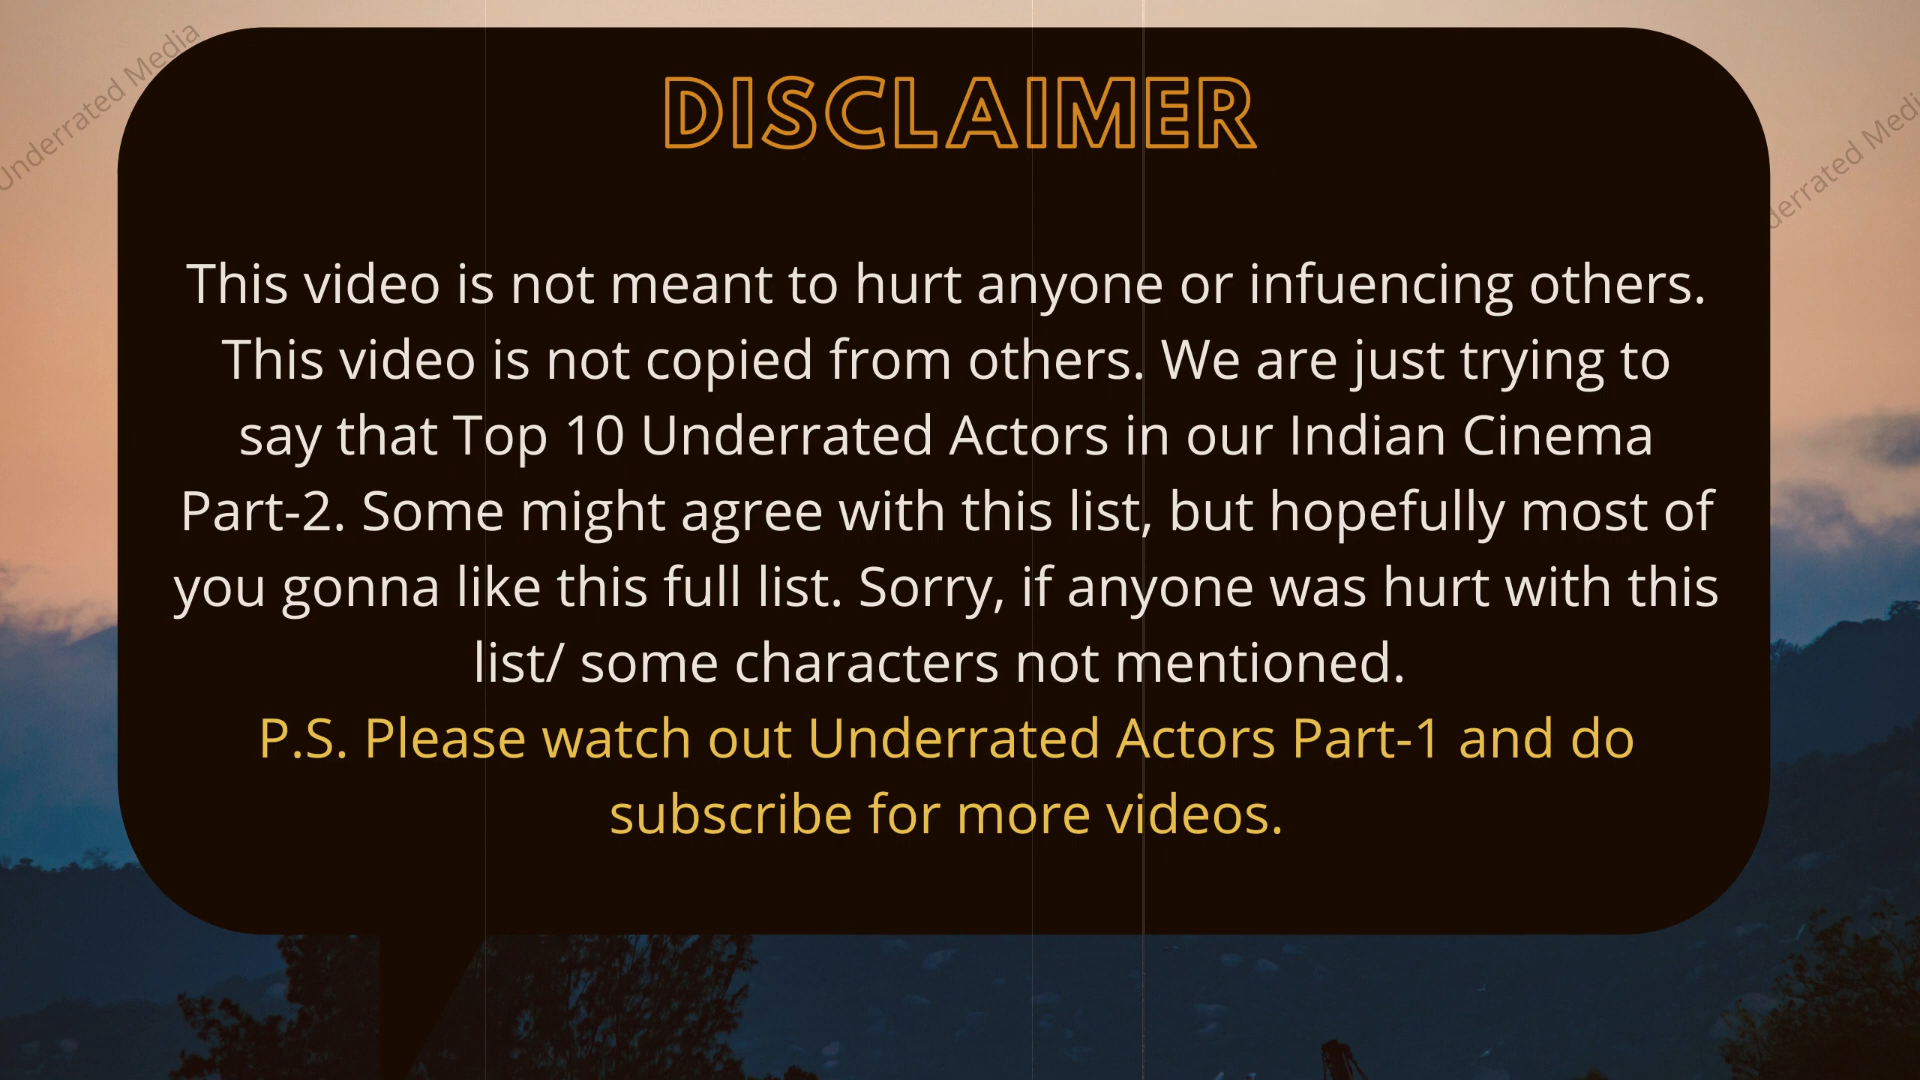 Underrated Media
DISCLAIMER
This video is not meant to hurt anyone or infuencing others.
This video is not copied from others. We are just trying to
say that Top 10 Underrated Actors in our Indian Cinema
Part-2. Some might agree with this list, but hopefully most of
you gonna like this full list. Sorry, if anyone was hurt with this
list/ some characters not mentioned.
P.S. Please watch out Underrated Actors Part-1 and do
subscribe for more videos.
derrated Medi